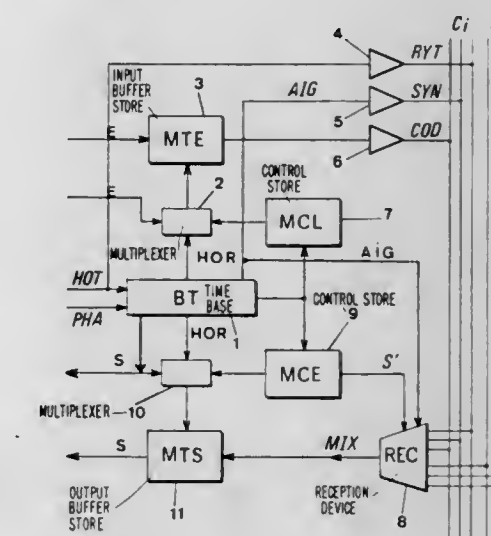 Ci
4
RYT
INPUT
BUFFER
STORE
3
AIG
SYN
5
E
MTE
COD
6
CONTROL
STORE
E
2
MCL
7
MULTIPLEXER
HOR
AiG
HOT
BT TIME
BASE
CONTROL STORE
PHA
1
9
HOR
S
MCE
S'
MULTIPLEXER 10
S
MTS
MIX
REC
OUTPUT
BUFFER
STORE
11
RECEPTION
DEVICE
8